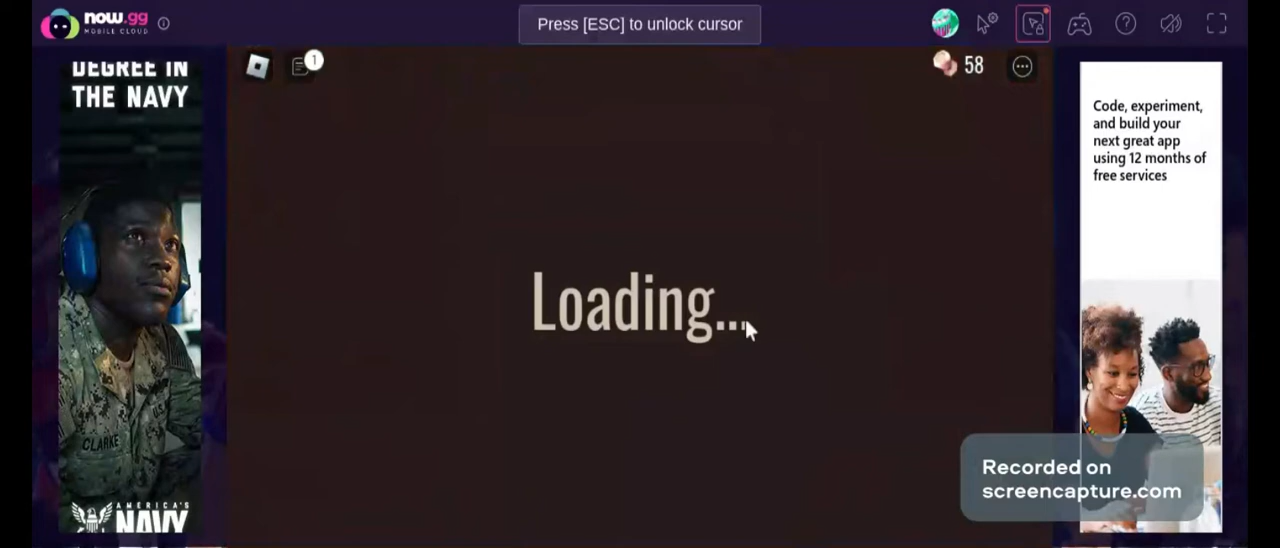 now.gg
MOBILE CLOUD
Press [ESC] to unlock cursor
1
58
DEGREE IN
THE NAVY
CLARKE
AMERICA'S
NAVY
Loading...
Code, experiment,
and build your
next great app
using 12 months of
free services
Recorded on
screencapture.com